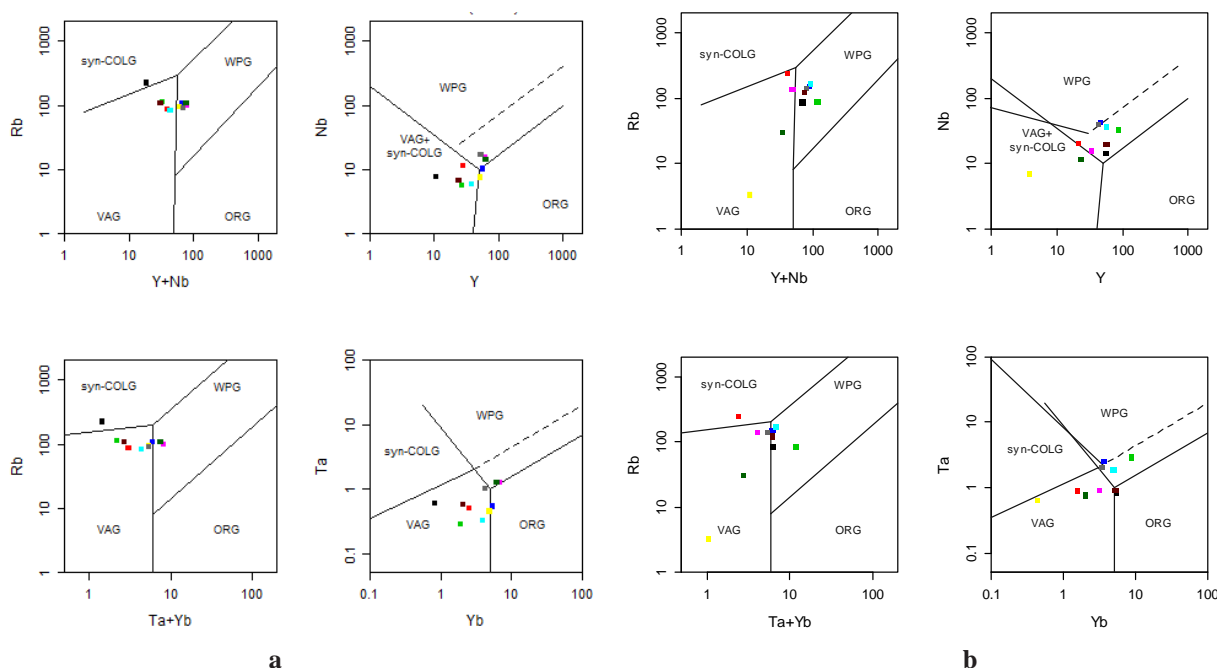 syn-COLG
WPG
VAG
ORG
Rb
1
10
100
1000
1 10 100 1000
Y+Nb
WPG
VAG+
syn-COLG
ORG
Nb
1
10
100
1000
1 10 100 1000
Y
syn-COLG
WPG
VAG
ORG
Rb
1
10
100
1000
1 10 100 1000
Y+Nb
WPG
VAG+
syn-COLG
ORG
Nb
1
10
100
1000
1 10 100 1000
Y
syn-COLG
WPG
VAG
ORG
Rb
1
10
100
1000
1 10 100
Ta+Yb
WPG
syn-COLG
VAG
ORG
Ta
0.1
1
10
100
0.1 1 10 100
Yb
syn-COLG
WPG
VAG
ORG
Rb
1
10
100
1000
1 10 100
Ta+Yb
WPG
syn-COLG
VAG
ORG
Ta
0.1
1
10
100
0.1 1 10 100
Yb
a
b